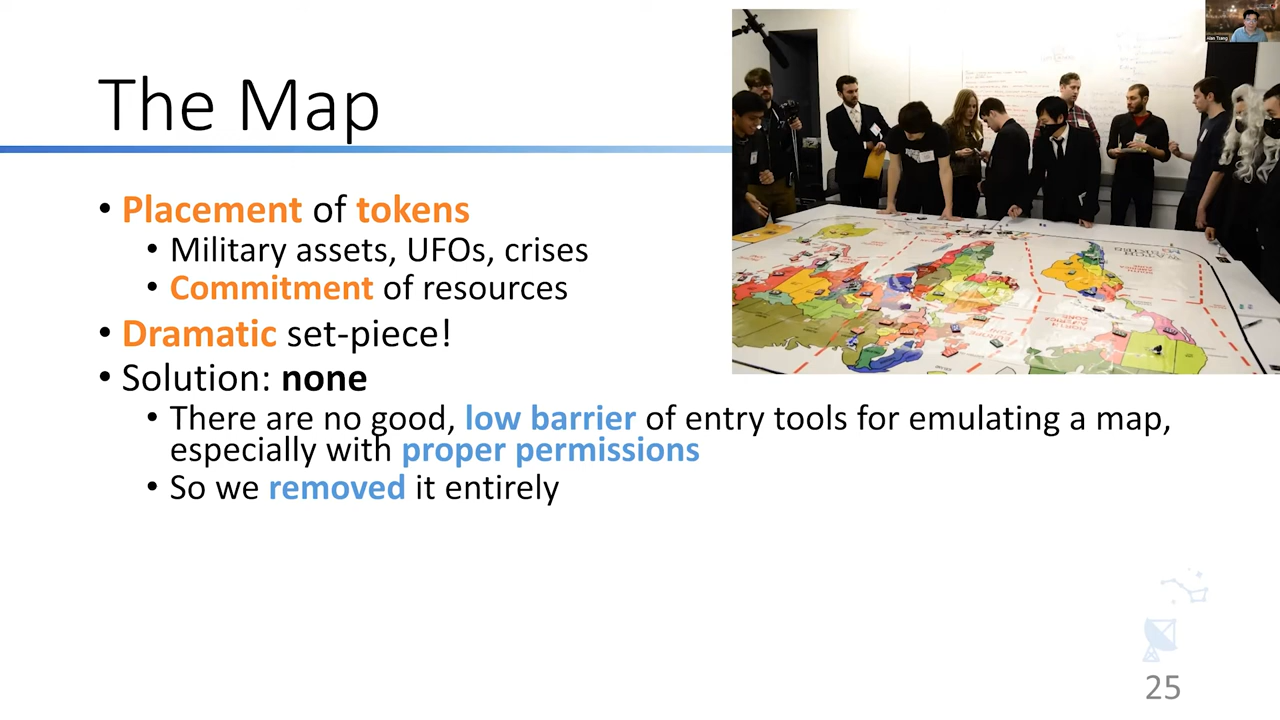 The Map
• Placement of tokens
• Military assets, UFOs, crises
• Commitment of resources
• Dramatic set-piece!
• Solution: none
• There are no good, low barrier of entry tools for emulating a map,
especially with proper permissions
• So we removed it entirely
25
Alan Tsang